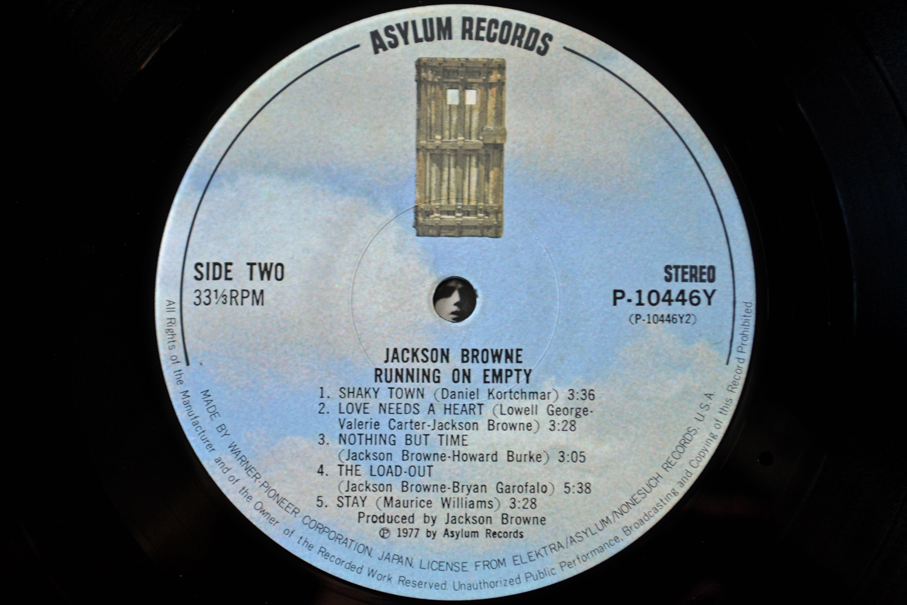 ASYLUM RECORDS
SIDE TWO
33⅓RPM
STEREO
P-10446Y
(P-10446Y2)
JACKSON BROWNE
RUNNING ON EMPTY
1. SHAKY TOWN (Daniel Kortchmar) 3:36
2. LOVE NEEDS A HEART (Lowell George-
Valerie Carter-Jackson Browne) 3:28
3. NOTHING BUT TIME
(Jackson Browne-Howard Burke) 3:05
4. THE LOAD-OUT
(Jackson Browne-Bryan Garofalo) 5:38
5. STAY (Maurice Williams) 3:28
Produced by Jackson Browne
℗ 1977 by Asylum Records
MADE BY WARNER-PIONEER CORPORATION, JAPAN. LICENSE FROM ELEKTRA/ASYLUM/NONESUCH RECORDS, U.S.A.
All Rights of the Manufacturer and of the Owner of the Recorded Work Reserved. Unauthorized Public Performance, Broadcasting and Copying of this Record Prohibited